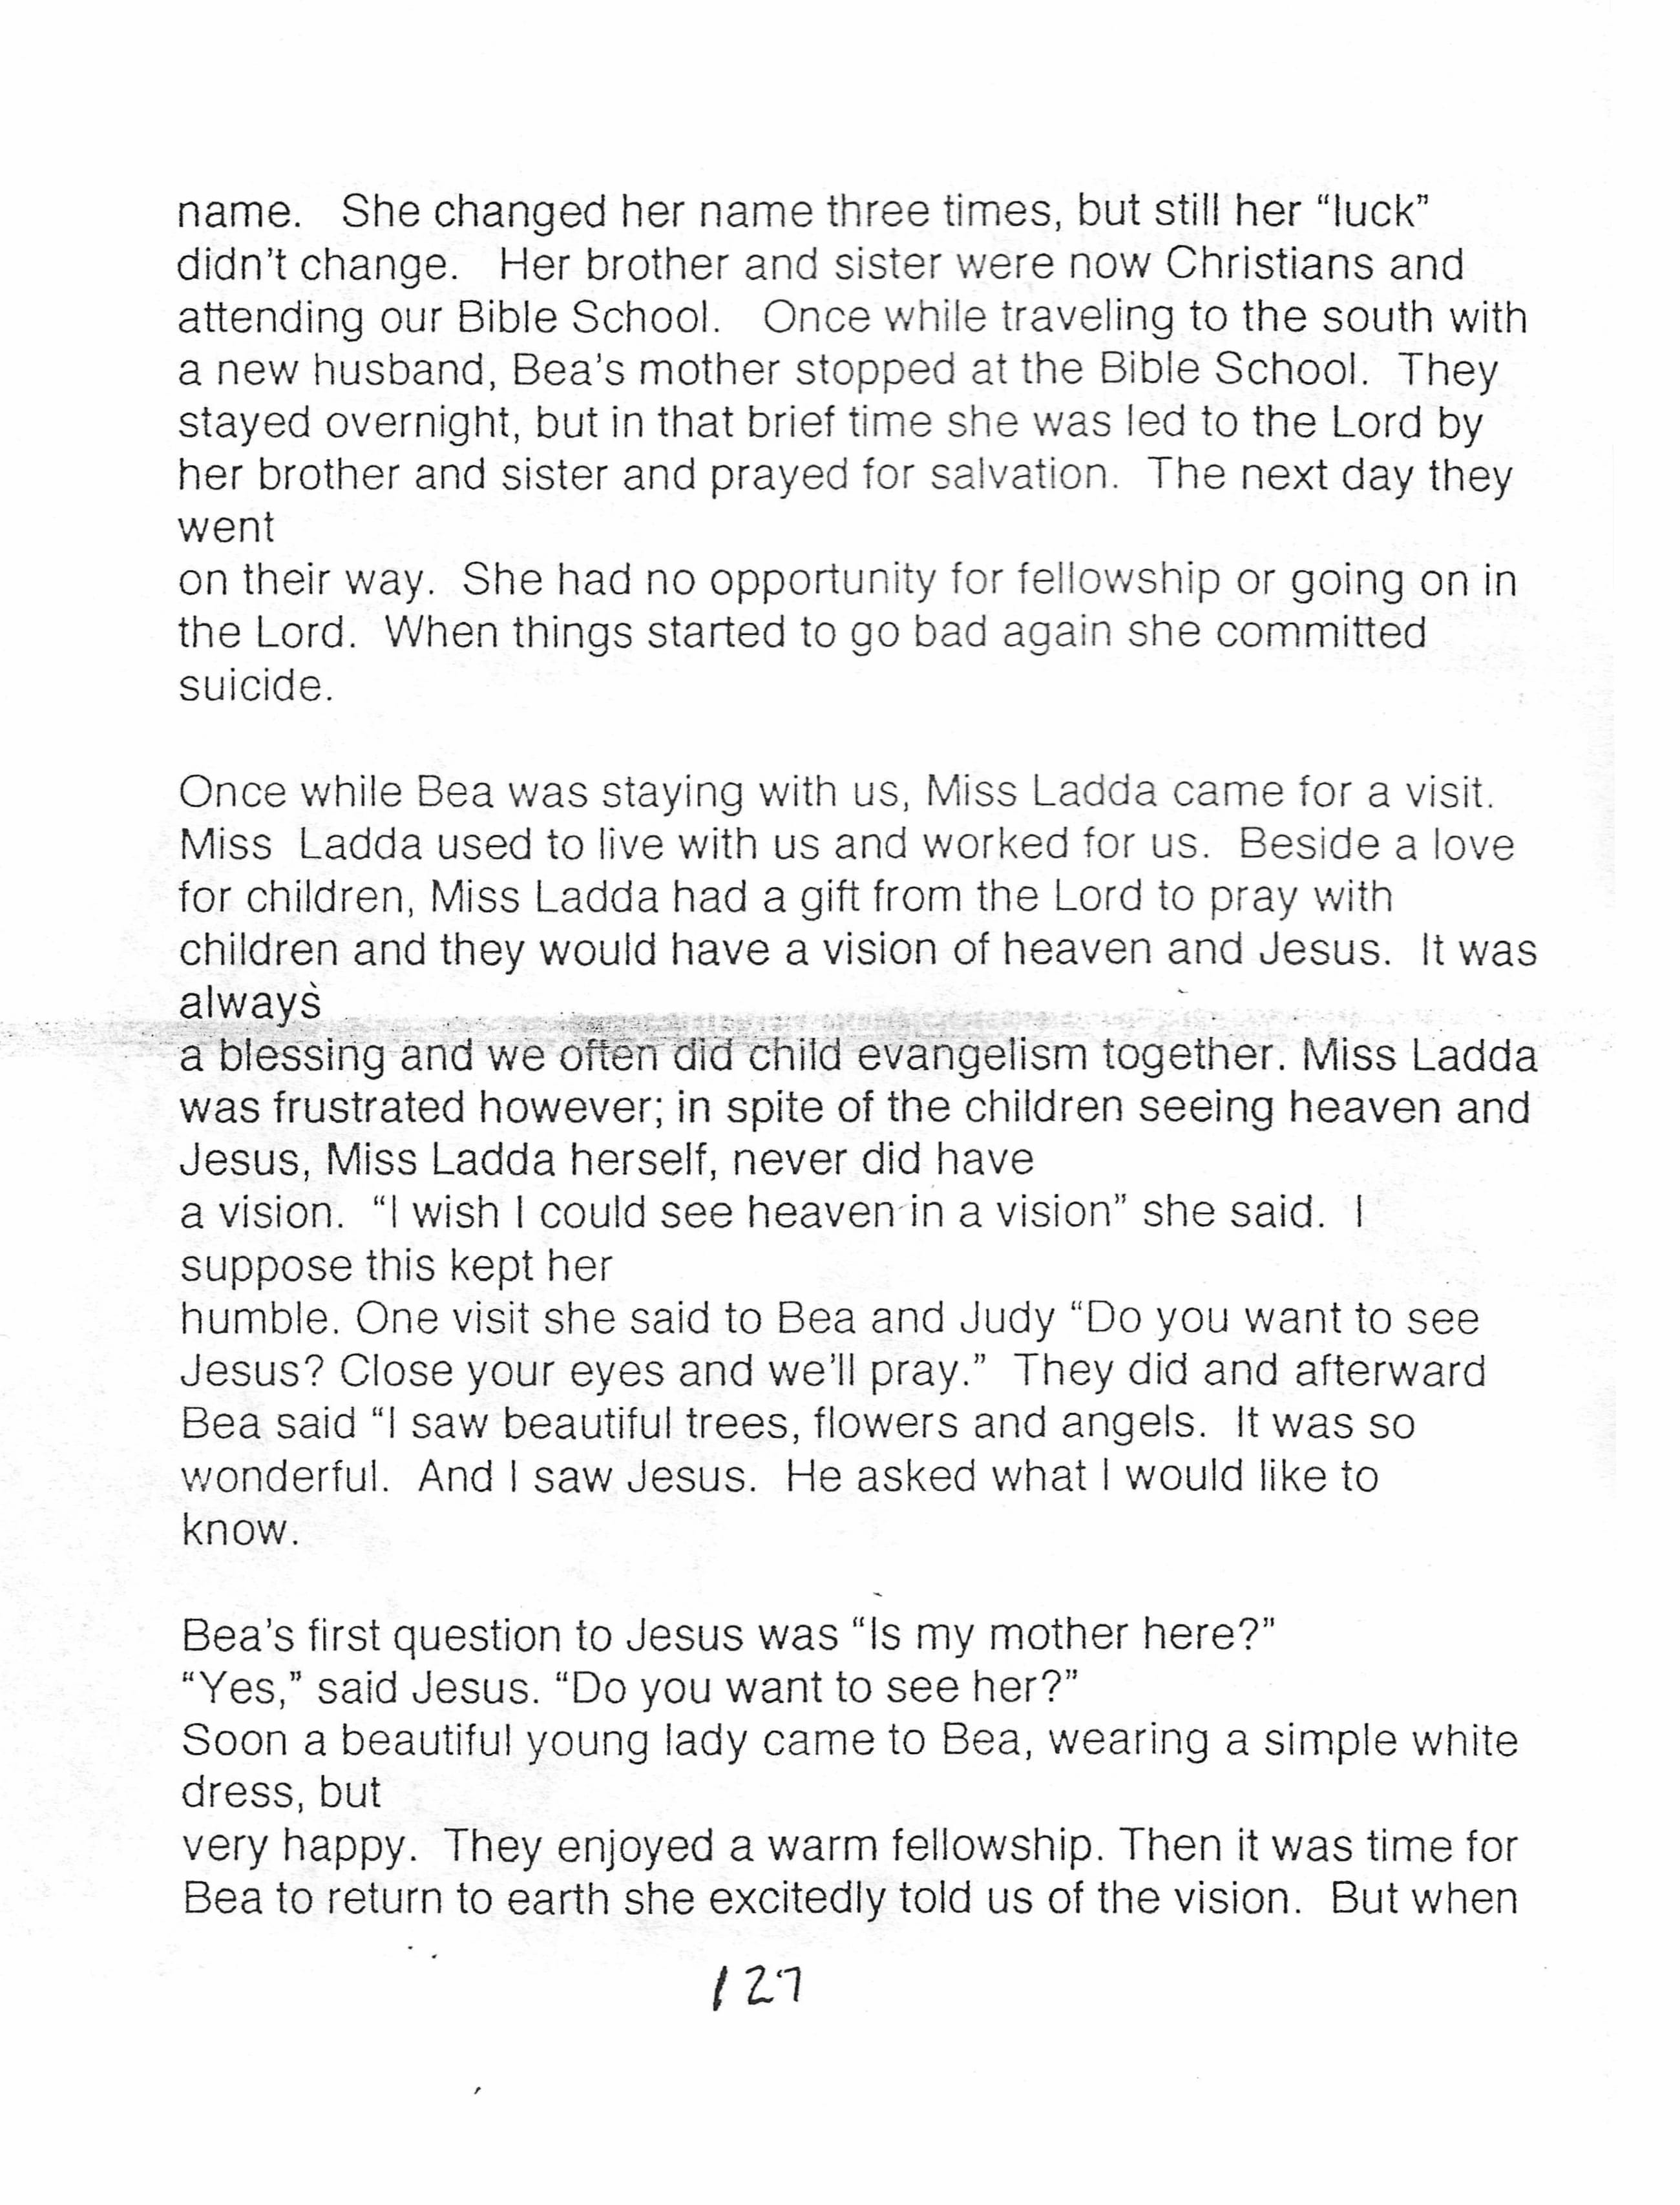 name.   She changed her name three times, but still her “luck”
didn’t change.   Her brother and sister were now Christians and
attending our Bible School.   Once while traveling to the south with
a new husband, Bea’s mother stopped at the Bible School.  They
stayed overnight, but in that brief time she was led to the Lord by
her brother and sister and prayed for salvation.  The next day they
went
on their way.  She had no opportunity for fellowship or going on in
the Lord.  When things started to go bad again she committed
suicide.

Once while Bea was staying with us, Miss Ladda came for a visit.
Miss  Ladda used to live with us and worked for us.  Beside a love
for children, Miss Ladda had a gift from the Lord to pray with
children and they would have a vision of heaven and Jesus.  It was
always
a blessing and we often did child evangelism together. Miss Ladda
was frustrated however; in spite of the children seeing heaven and
Jesus, Miss Ladda herself, never did have
a vision.  “I wish I could see heaven in a vision” she said.  I
suppose this kept her
humble. One visit she said to Bea and Judy “Do you want to see
Jesus? Close your eyes and we’ll pray.”  They did and afterward
Bea said “I saw beautiful trees, flowers and angels.  It was so
wonderful.  And I saw Jesus.  He asked what I would like to
know.

Bea’s first question to Jesus was “Is my mother here?”
“Yes,” said Jesus. “Do you want to see her?”
Soon a beautiful young lady came to Bea, wearing a simple white
dress, but
very happy.  They enjoyed a warm fellowship. Then it was time for
Bea to return to earth she excitedly told us of the vision.  But when
127